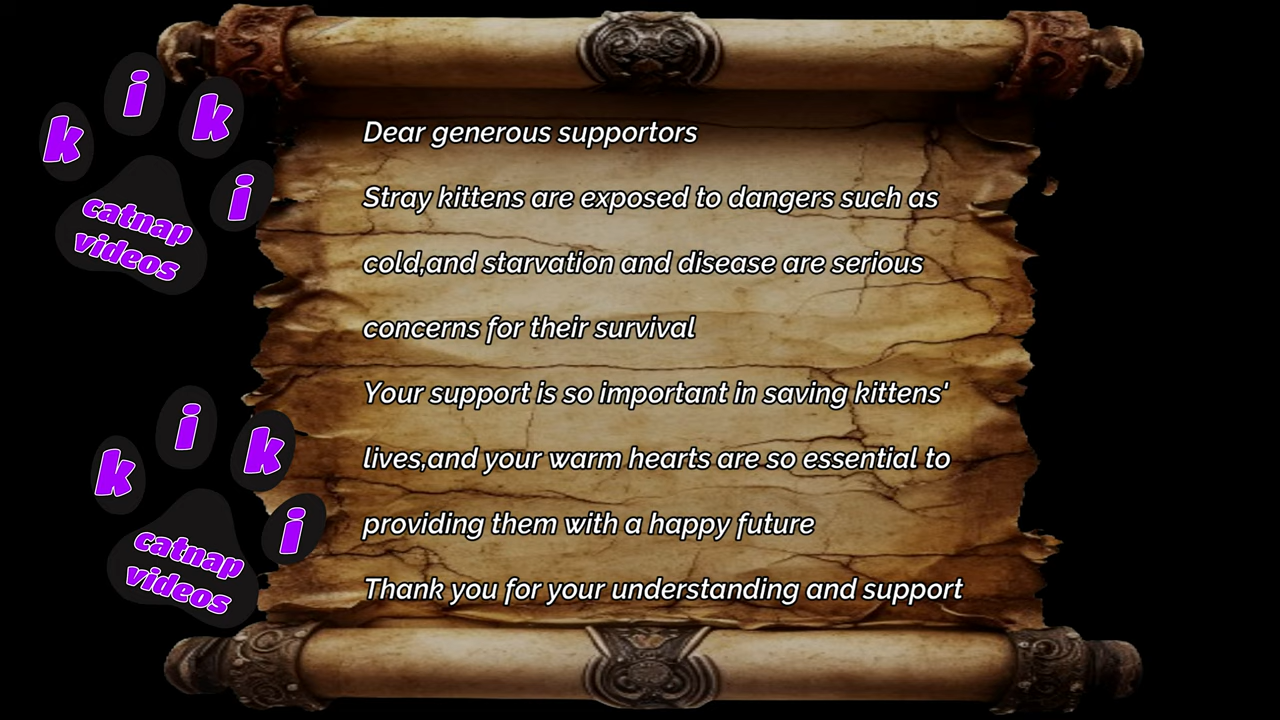 kiki
catnap
videos
Dear generous supportors
Stray kittens are exposed to dangers such as
cold,and starvation and disease are serious
concerns for their survival
Your support is so important in saving kittens'
lives,and your warm hearts are so essential to
providing them with a happy future
Thank you for your understanding and support
kiki
catnap
videos